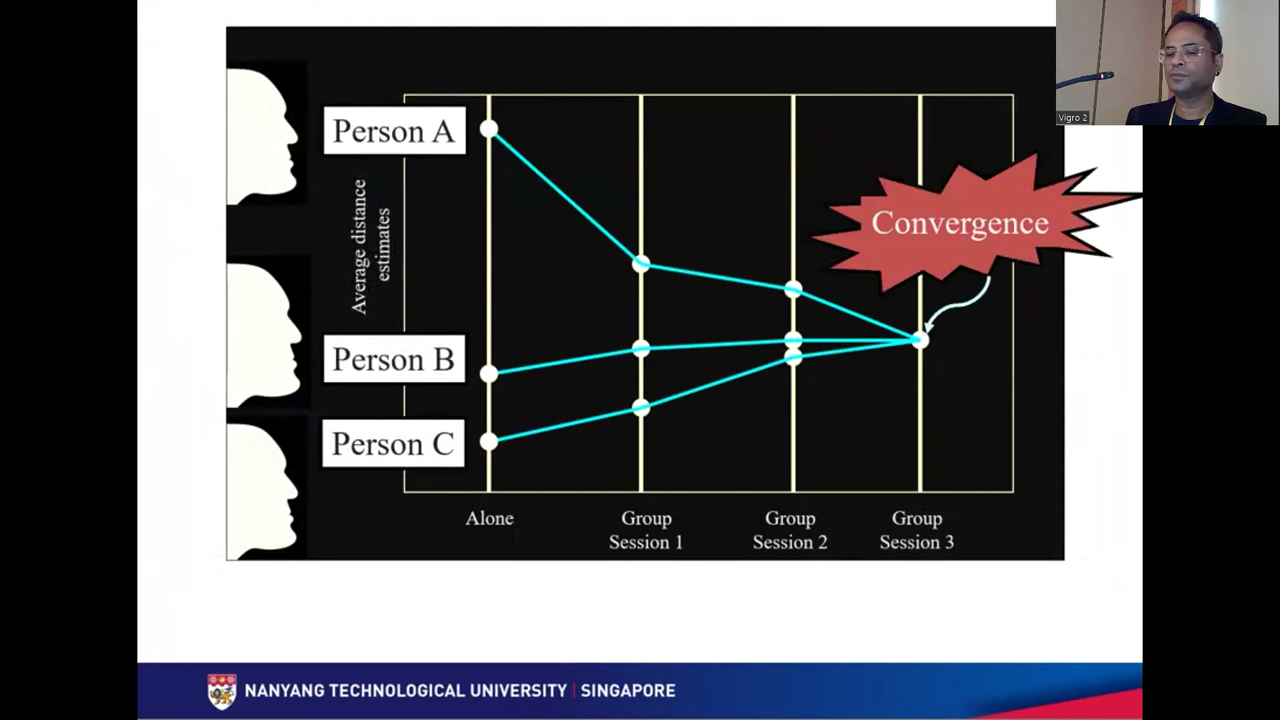 Vigro 2
Person A
Average distance
estimates
Convergence
Person B
Person C
Alone
Group
Session 1
Group
Session 2
Group
Session 3
NANYANG TECHNOLOGICAL UNIVERSITY | SINGAPORE